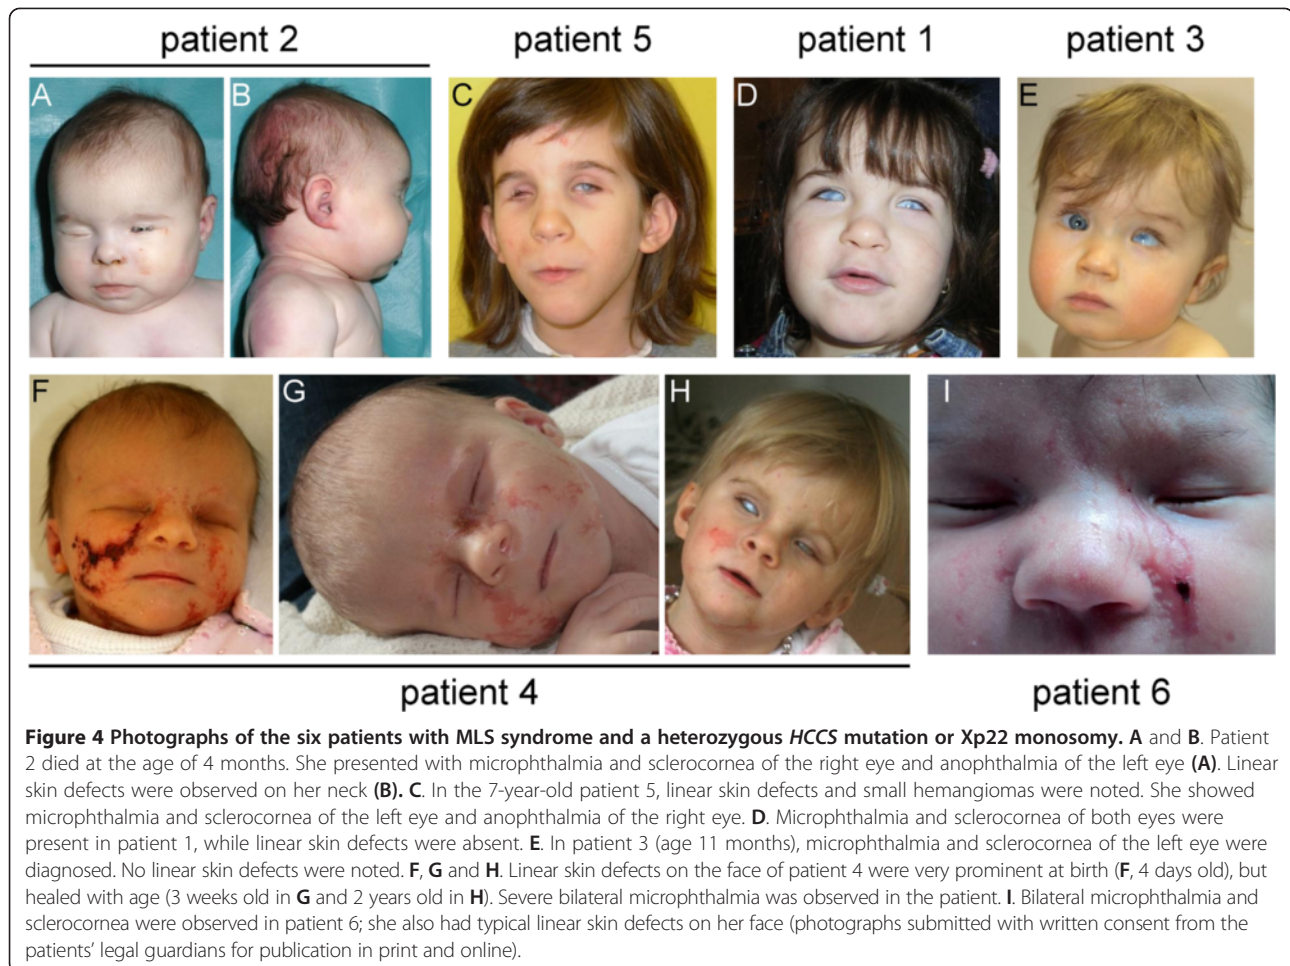 patient 2
patient 5
patient 1
patient 3
A
B
C
D
E
F
G
H
I
patient 4
patient 6
Figure 4 Photographs of the six patients with MLS syndrome and a heterozygous HCCS mutation or Xp22 monosomy. A and B. Patient
2 died at the age of 4 months. She presented with microphthalmia and sclerocornea of the right eye and anophthalmia of the left eye (A). Linear
skin defects were observed on her neck (B). C. In the 7-year-old patient 5, linear skin defects and small hemangiomas were noted. She showed
microphthalmia and sclerocornea of the left eye and anophthalmia of the right eye. D. Microphthalmia and sclerocornea of both eyes were
present in patient 1, while linear skin defects were absent. E. In patient 3 (age 11 months), microphthalmia and sclerocornea of the left eye were
diagnosed. No linear skin defects were noted. F, G and H. Linear skin defects on the face of patient 4 were very prominent at birth (F, 4 days old), but
healed with age (3 weeks old in G and 2 years old in H). Severe bilateral microphthalmia was observed in the patient. I. Bilateral microphthalmia and
sclerocornea were observed in patient 6; she also had typical linear skin defects on her face (photographs submitted with written consent from the
patients’ legal guardians for publication in print and online).